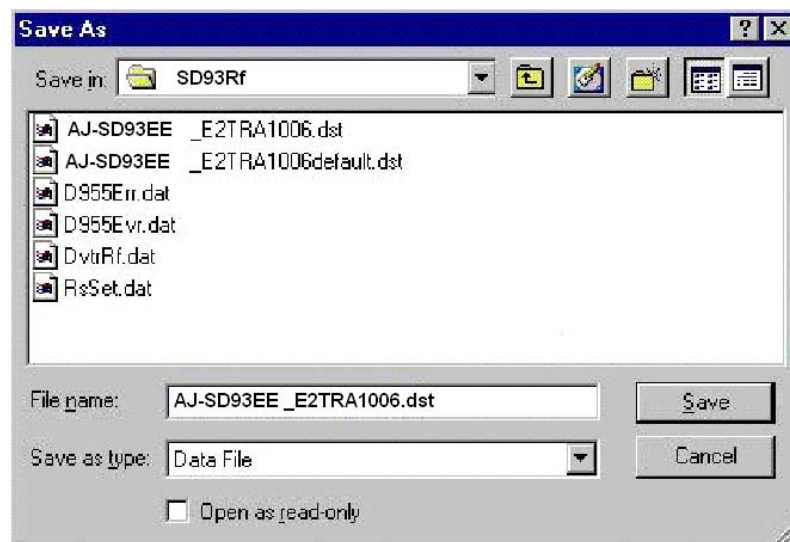 Save As
Save in: SD93Rf
AJ-SD93EE _E2TRA1006.dst
AJ-SD93EE _E2TRA1006default.dst
D955Err.dat
D955Evr.dat
DvtrRf.dat
RsSet.dat
File name: AJ-SD93EE _E2TRA1006.dst Save
Save as type: Data File Cancel
Open as read-only